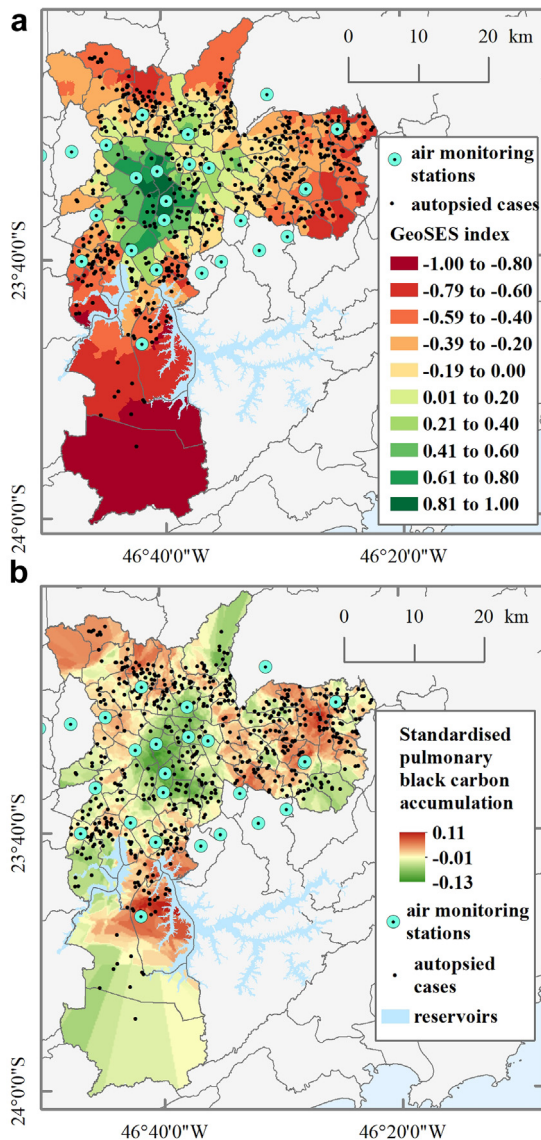 a
0 10 20 km
air monitoring
stations
autopsied cases
GeoSES index
-1.00 to -0.80
-0.79 to -0.60
-0.59 to -0.40
-0.39 to -0.20
-0.19 to 0.00
0.01 to 0.20
0.21 to 0.40
0.41 to 0.60
0.61 to 0.80
0.81 to 1.00
23°40'0"S
24°0'0"S
46°40'0"W 46°20'0"W
b
0 10 20 km
Standardised
pulmonary
black carbon
accumulation
0.11
-0.01
-0.13
air monitoring
stations
autopsied
cases
reservoirs
23°40'0"S
24°0'0"S
46°40'0"W 46°20'0"W